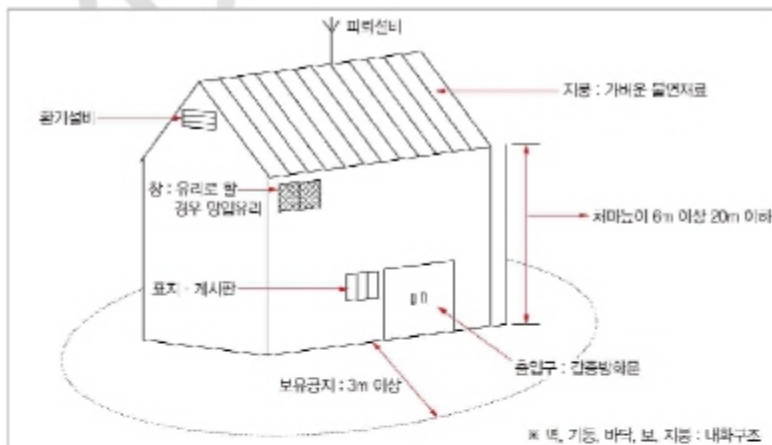 피뢰설비
지붕 : 가벼운 불연재료
환기설비
창 : 유리로 할
경우 망입유리
처마높이 6m 이상 20m 이하
표지 · 게시판
출입구 : 갑종방화문
보유공지 : 3m 이상
※ 벽, 기둥, 바닥, 보, 지붕 : 내화구조